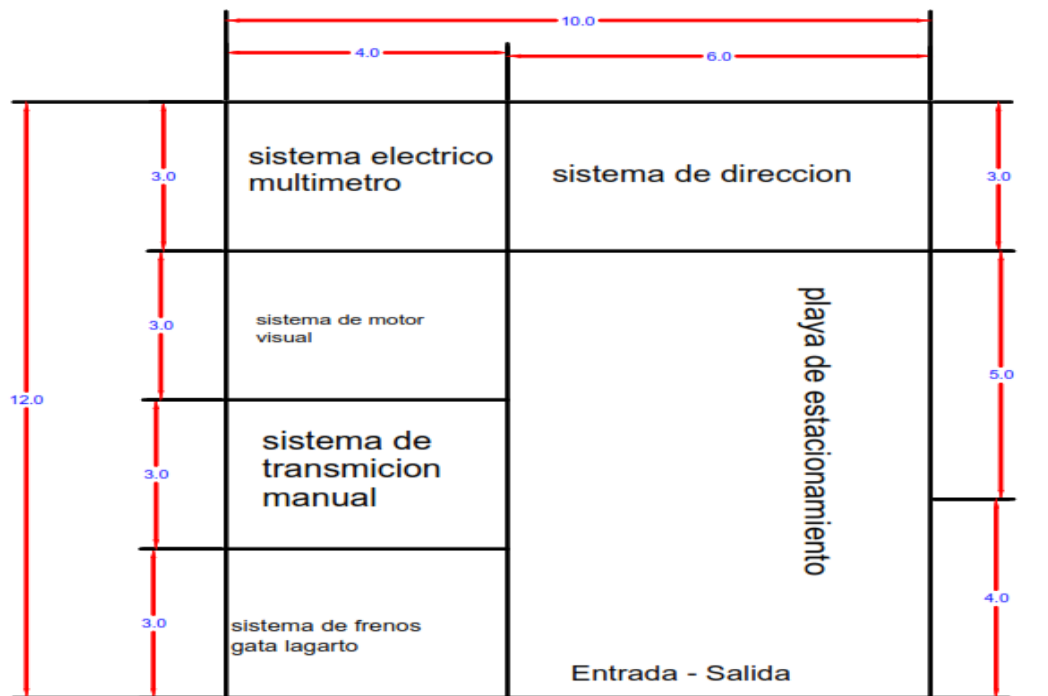 10.0
4.0
6.0
sistema electrico
multimetro
sistema de direccion
3.0
3.0
sistema de motor
visual
3.0
playa de estacionamiento
5.0
12.0
sistema de
transmicion
manual
3.0
4.0
sistema de frenos
gata lagarto
3.0
Entrada - Salida